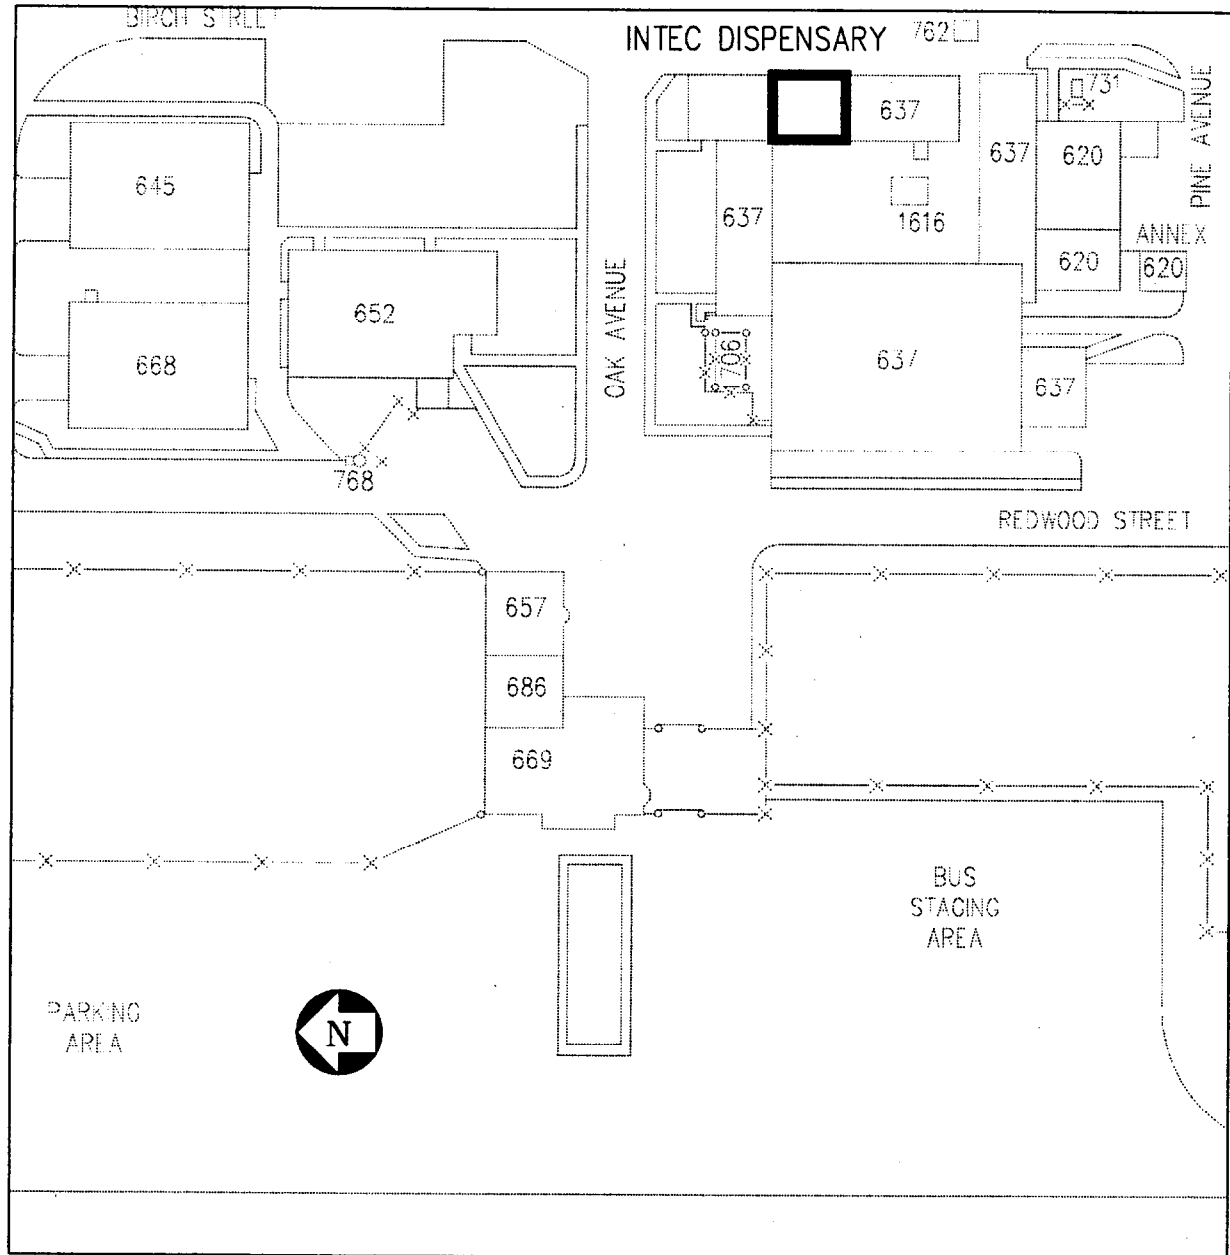 BIRCH STREET
INTEC DISPENSARY
762
731
PINE AVENUE
637
645
637
620
637
1616
ANNEX
620
620
OAK AVENUE
652
668
706
637
637
768
REDWOOD STREET
657
686
669
BUS
STAGING
AREA
PARKING
AREA
N